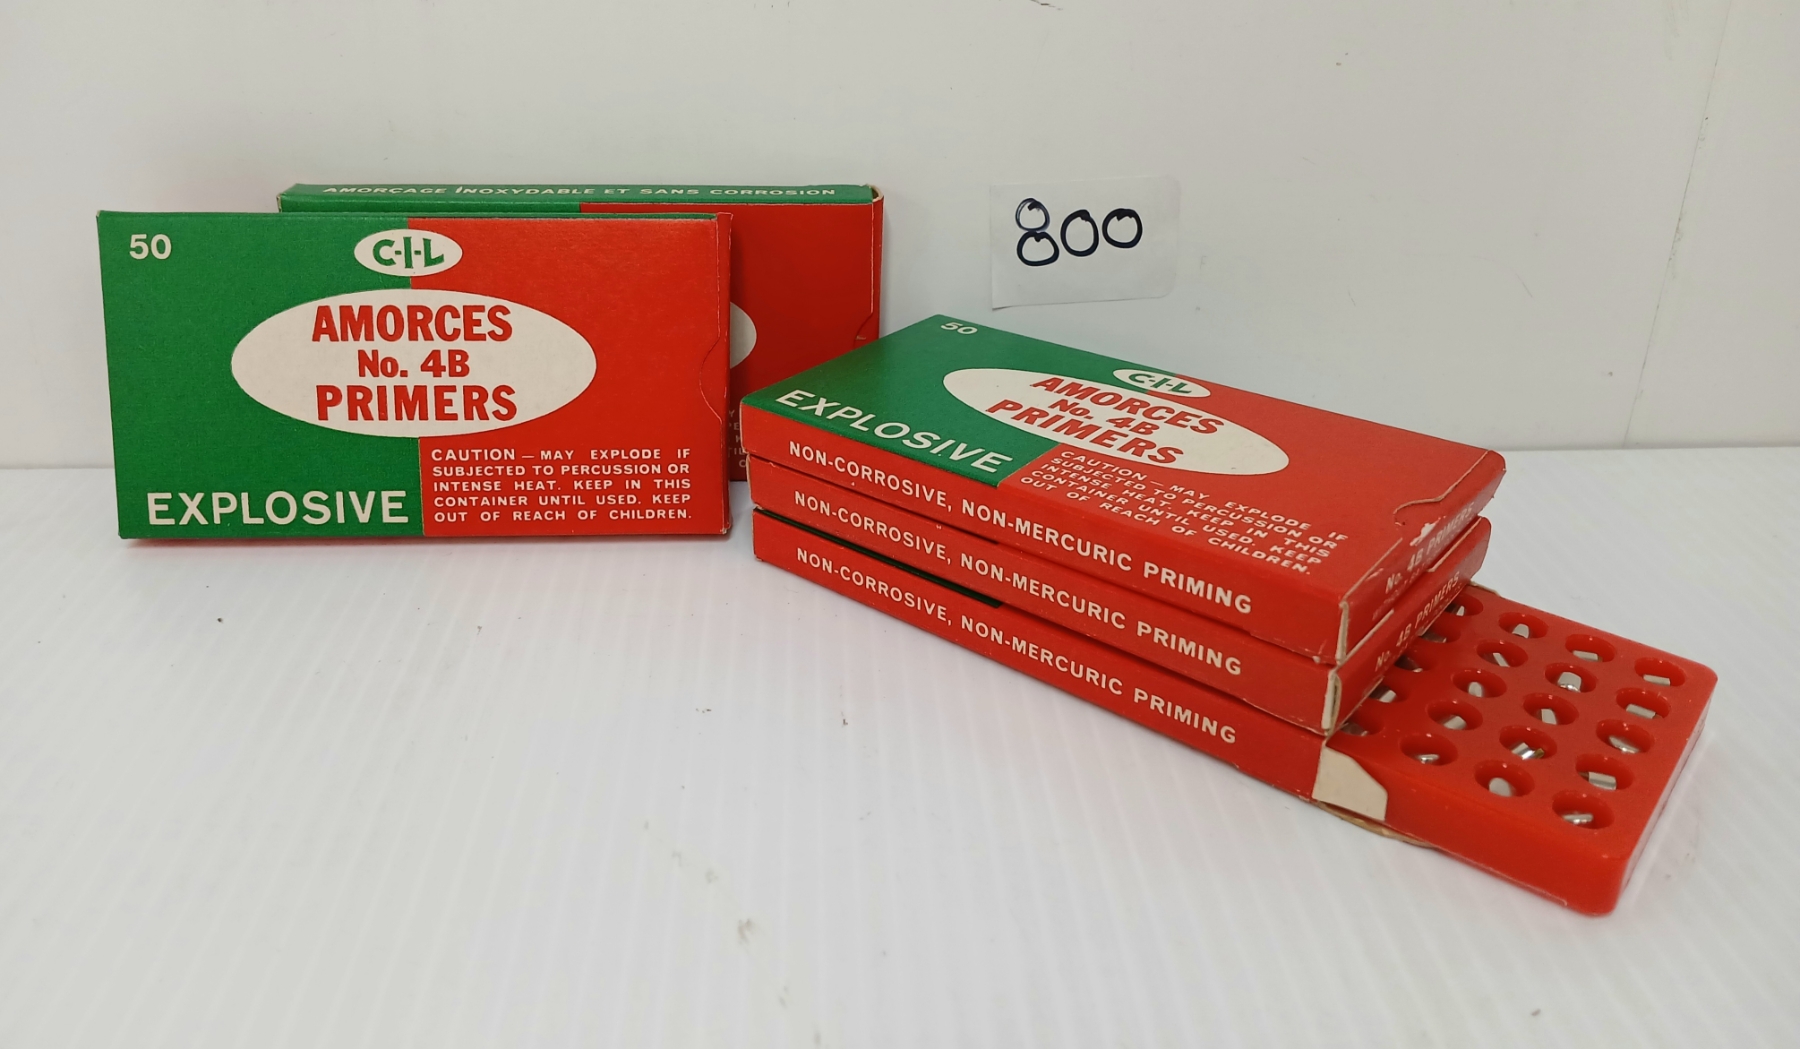 AMORÇAGE INOXYDABLE ET SANS CORROSION
50
C-I-L
AMORCES
No. 4B
PRIMERS
EXPLOSIVE
CAUTION — MAY EXPLODE IF
SUBJECTED TO PERCUSSION OR
INTENSE HEAT. KEEP IN THIS
CONTAINER UNTIL USED. KEEP
OUT OF REACH OF CHILDREN.
800
50
C-I-L
AMORCES
No. 4B
PRIMERS
EXPLOSIVE
CAUTION — MAY EXPLODE IF
SUBJECTED TO PERCUSSION OR
INTENSE HEAT. KEEP IN THIS
CONTAINER UNTIL USED. KEEP
OUT OF REACH OF CHILDREN.
NON-CORROSIVE, NON-MERCURIC PRIMING
No. 4B PRIMERS
NON-CORROSIVE, NON-MERCURIC PRIMING
No. 4B PRIMERS
NON-CORROSIVE, NON-MERCURIC PRIMING